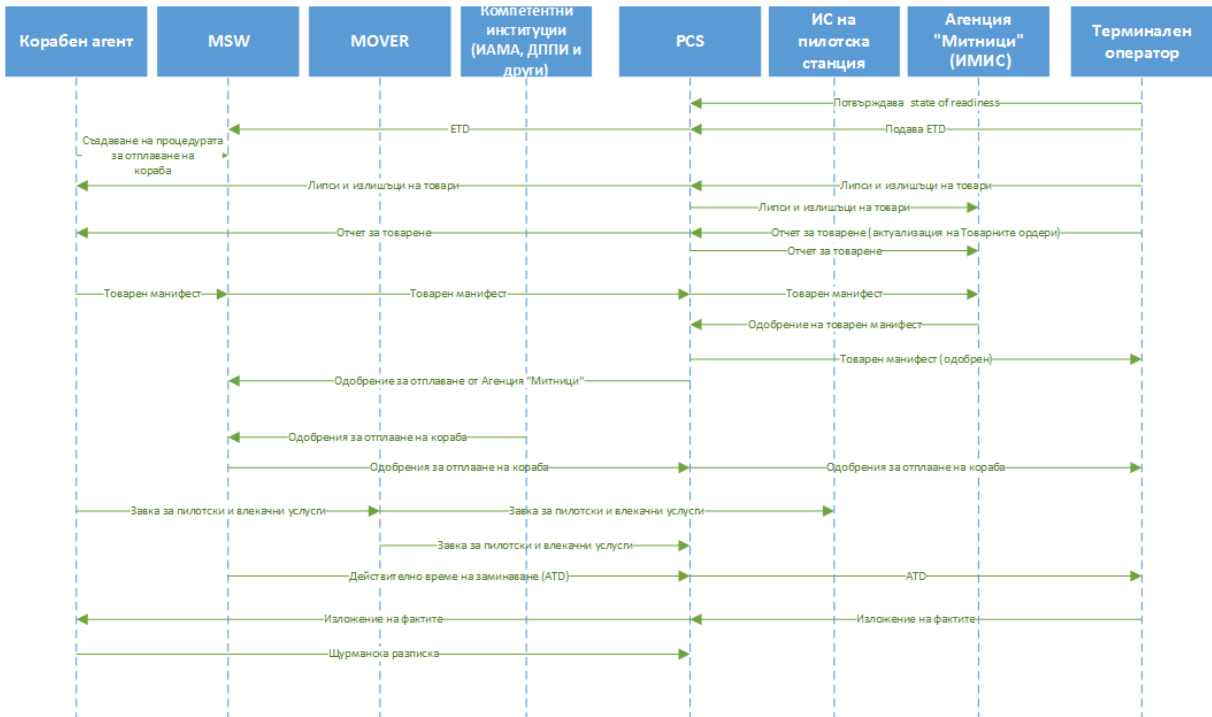 Корабен агент
MSW
MOVER
Компетентни
институции
(ИАМА, ДППИ и
други)
PCS
ИС на
пилотска
станция
Агенция
"Митници"
(ИМИС)
Терминален
оператор
Потвърждава state of readiness
ETD
Подава ETD
Създаване на процедурата
за отплаване на
кораба
Липси и излишъци на товари
Липси и излишъци на товари
Липси и излишъци на товари
Отчет за товарене
Отчет за товарене (актуализация на Товарните ордери)
Отчет за товарене
Товарен манифест
Товарен манифест
Товарен манифест
Одобрение на товарен манифест
Товарен манифест (одобрен)
Одобрение за отплаване от Агенция "Митници"
Одобрения за отплаане на кораба
Одобрения за отплаане на кораба
Одобрения за отплаане на кораба
Завка за пилотски и влекачни услуги
Завка за пилотски и влекачни услуги
Завка за пилотски и влекачни услуги
Действително време на заминаване (ATD)
ATD
Изложение на фактите
Изложение на фактите
Щурманска разписка